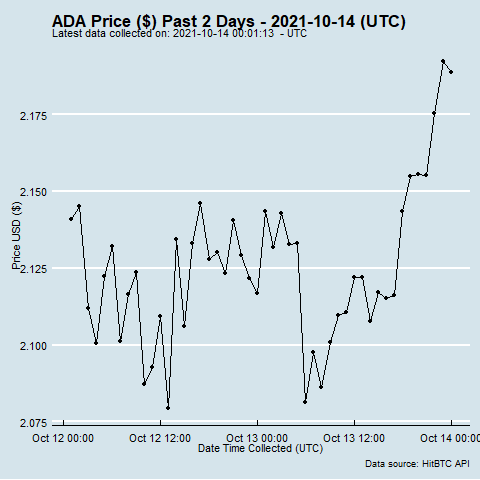 ADA Price ($) Past 2 Days - 2021-10-14 (UTC)
Latest data collected on: 2021-10-14 00:01:13  - UTC
Price USD ($)
2.175
2.150
2.125
2.100
2.075
Oct 12 00:00
Oct 12 12:00
Oct 13 00:00
Oct 13 12:00
Oct 14 00:00
Date Time Collected (UTC)
Data source: HitBTC API